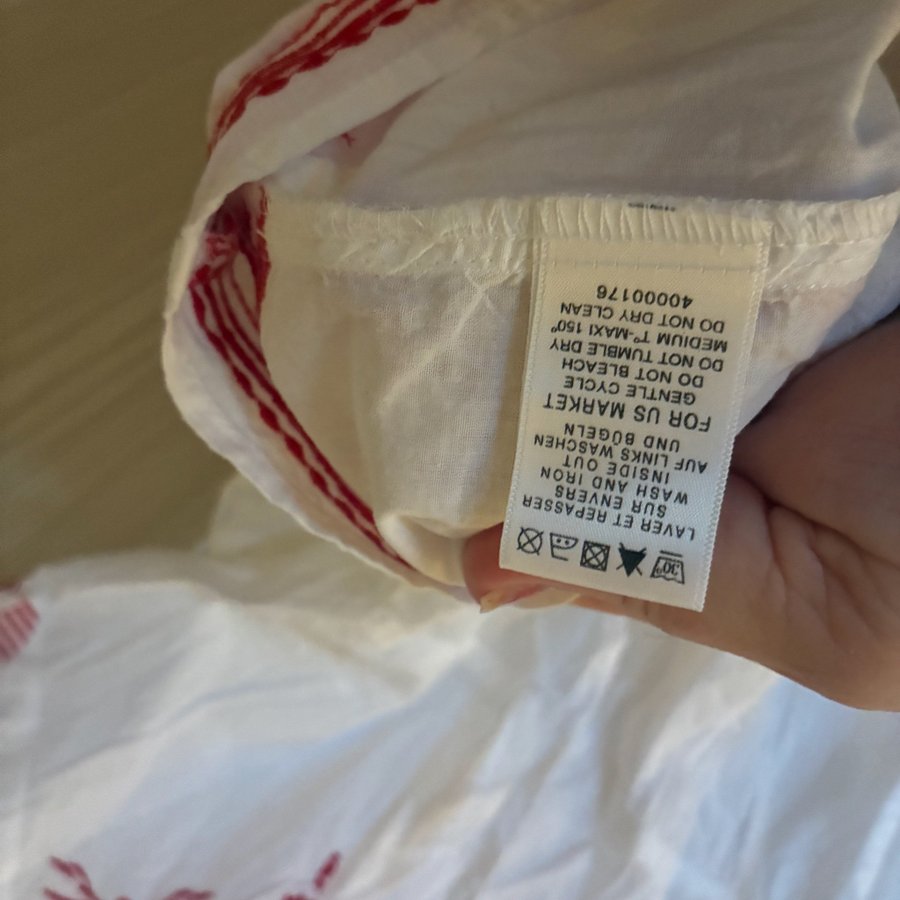 30°
LAVER ET REPASSER
SUR ENVERS
WASH AND IRON
INSIDE OUT
AUF LINKS WASCHEN
UND BÜGELN
FOR US MARKET
GENTLE CYCLE
DO NOT BLEACH
DO NOT TUMBLE DRY
MEDIUM T°-MAXI 150°
DO NOT DRY CLEAN
40000176